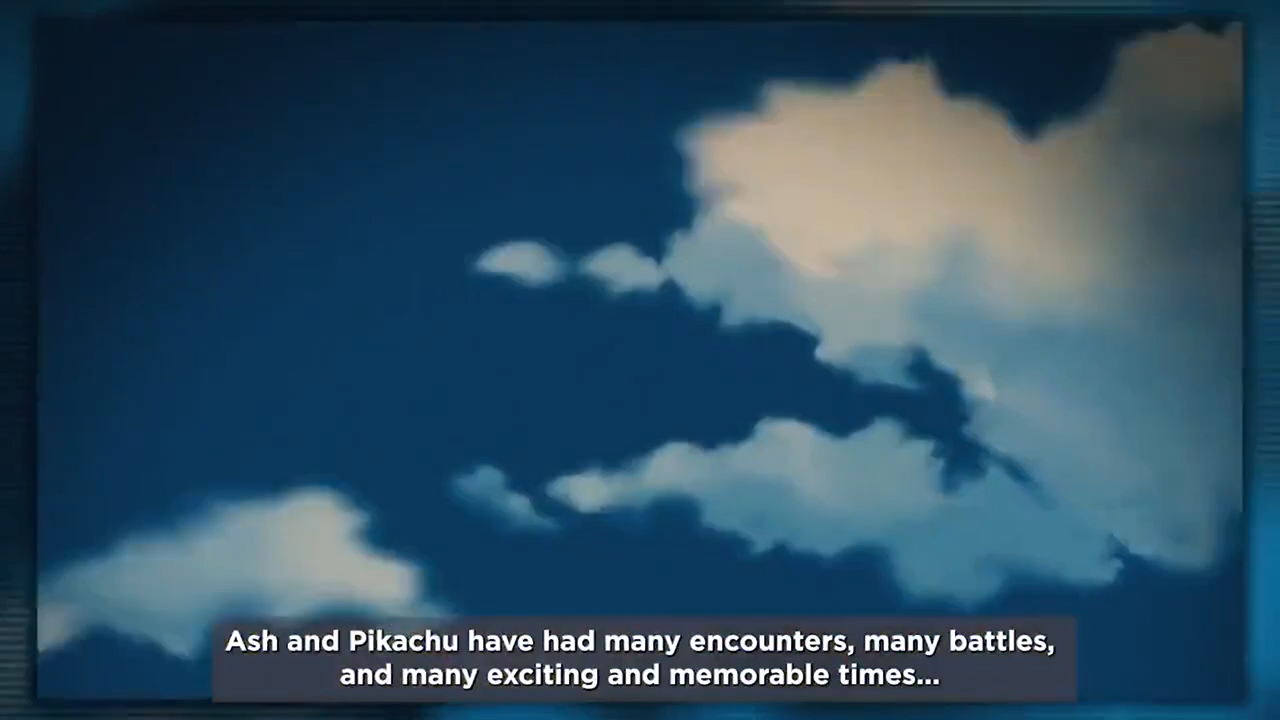 Ash and Pikachu have had many encounters, many battles,
and many exciting and memorable times...